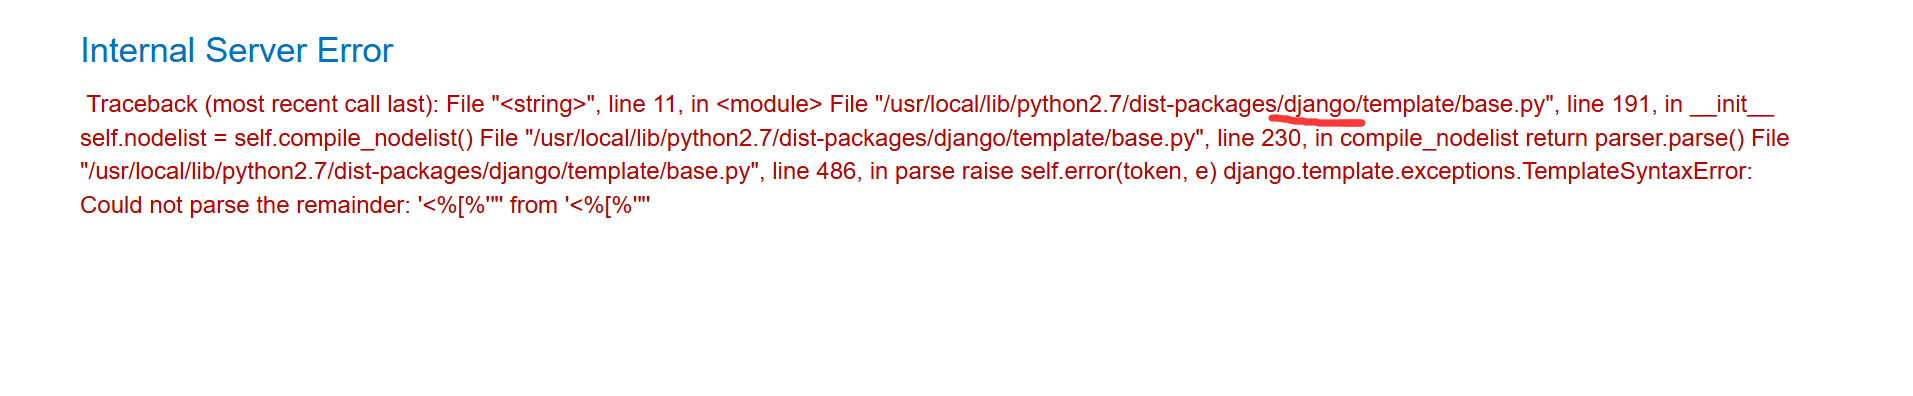 Internal Server Error
Traceback (most recent call last): File "<string>", line 11, in <module> File "/usr/local/lib/python2.7/dist-packages/django/template/base.py", line 191, in __init__
self.nodelist = self.compile_nodelist() File "/usr/local/lib/python2.7/dist-packages/django/template/base.py", line 230, in compile_nodelist return parser.parse() File
"/usr/local/lib/python2.7/dist-packages/django/template/base.py", line 486, in parse raise self.error(token, e) django.template.exceptions.TemplateSyntaxError:
Could not parse the remainder: '<%[%'"' from '<%[%'"'